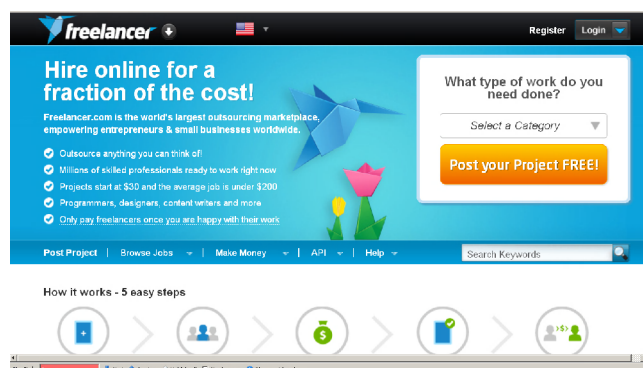 freelancer
Register
Login
Hire online for a
fraction of the cost!
Freelancer.com is the world's largest outsourcing marketplace,
empowering entrepreneurs & small businesses worldwide.
Outsource anything you can think of!
Millions of skilled professionals ready to work right now
Projects start at $30 and the average job is under $200
Programmers, designers, content writers and more
Only pay freelancers once you are happy with their work
What type of work do you
need done?
Select a Category
Post your Project FREE!
Post Project | Browse Jobs | Make Money | API | Help
Search Keywords
How it works - 5 easy steps